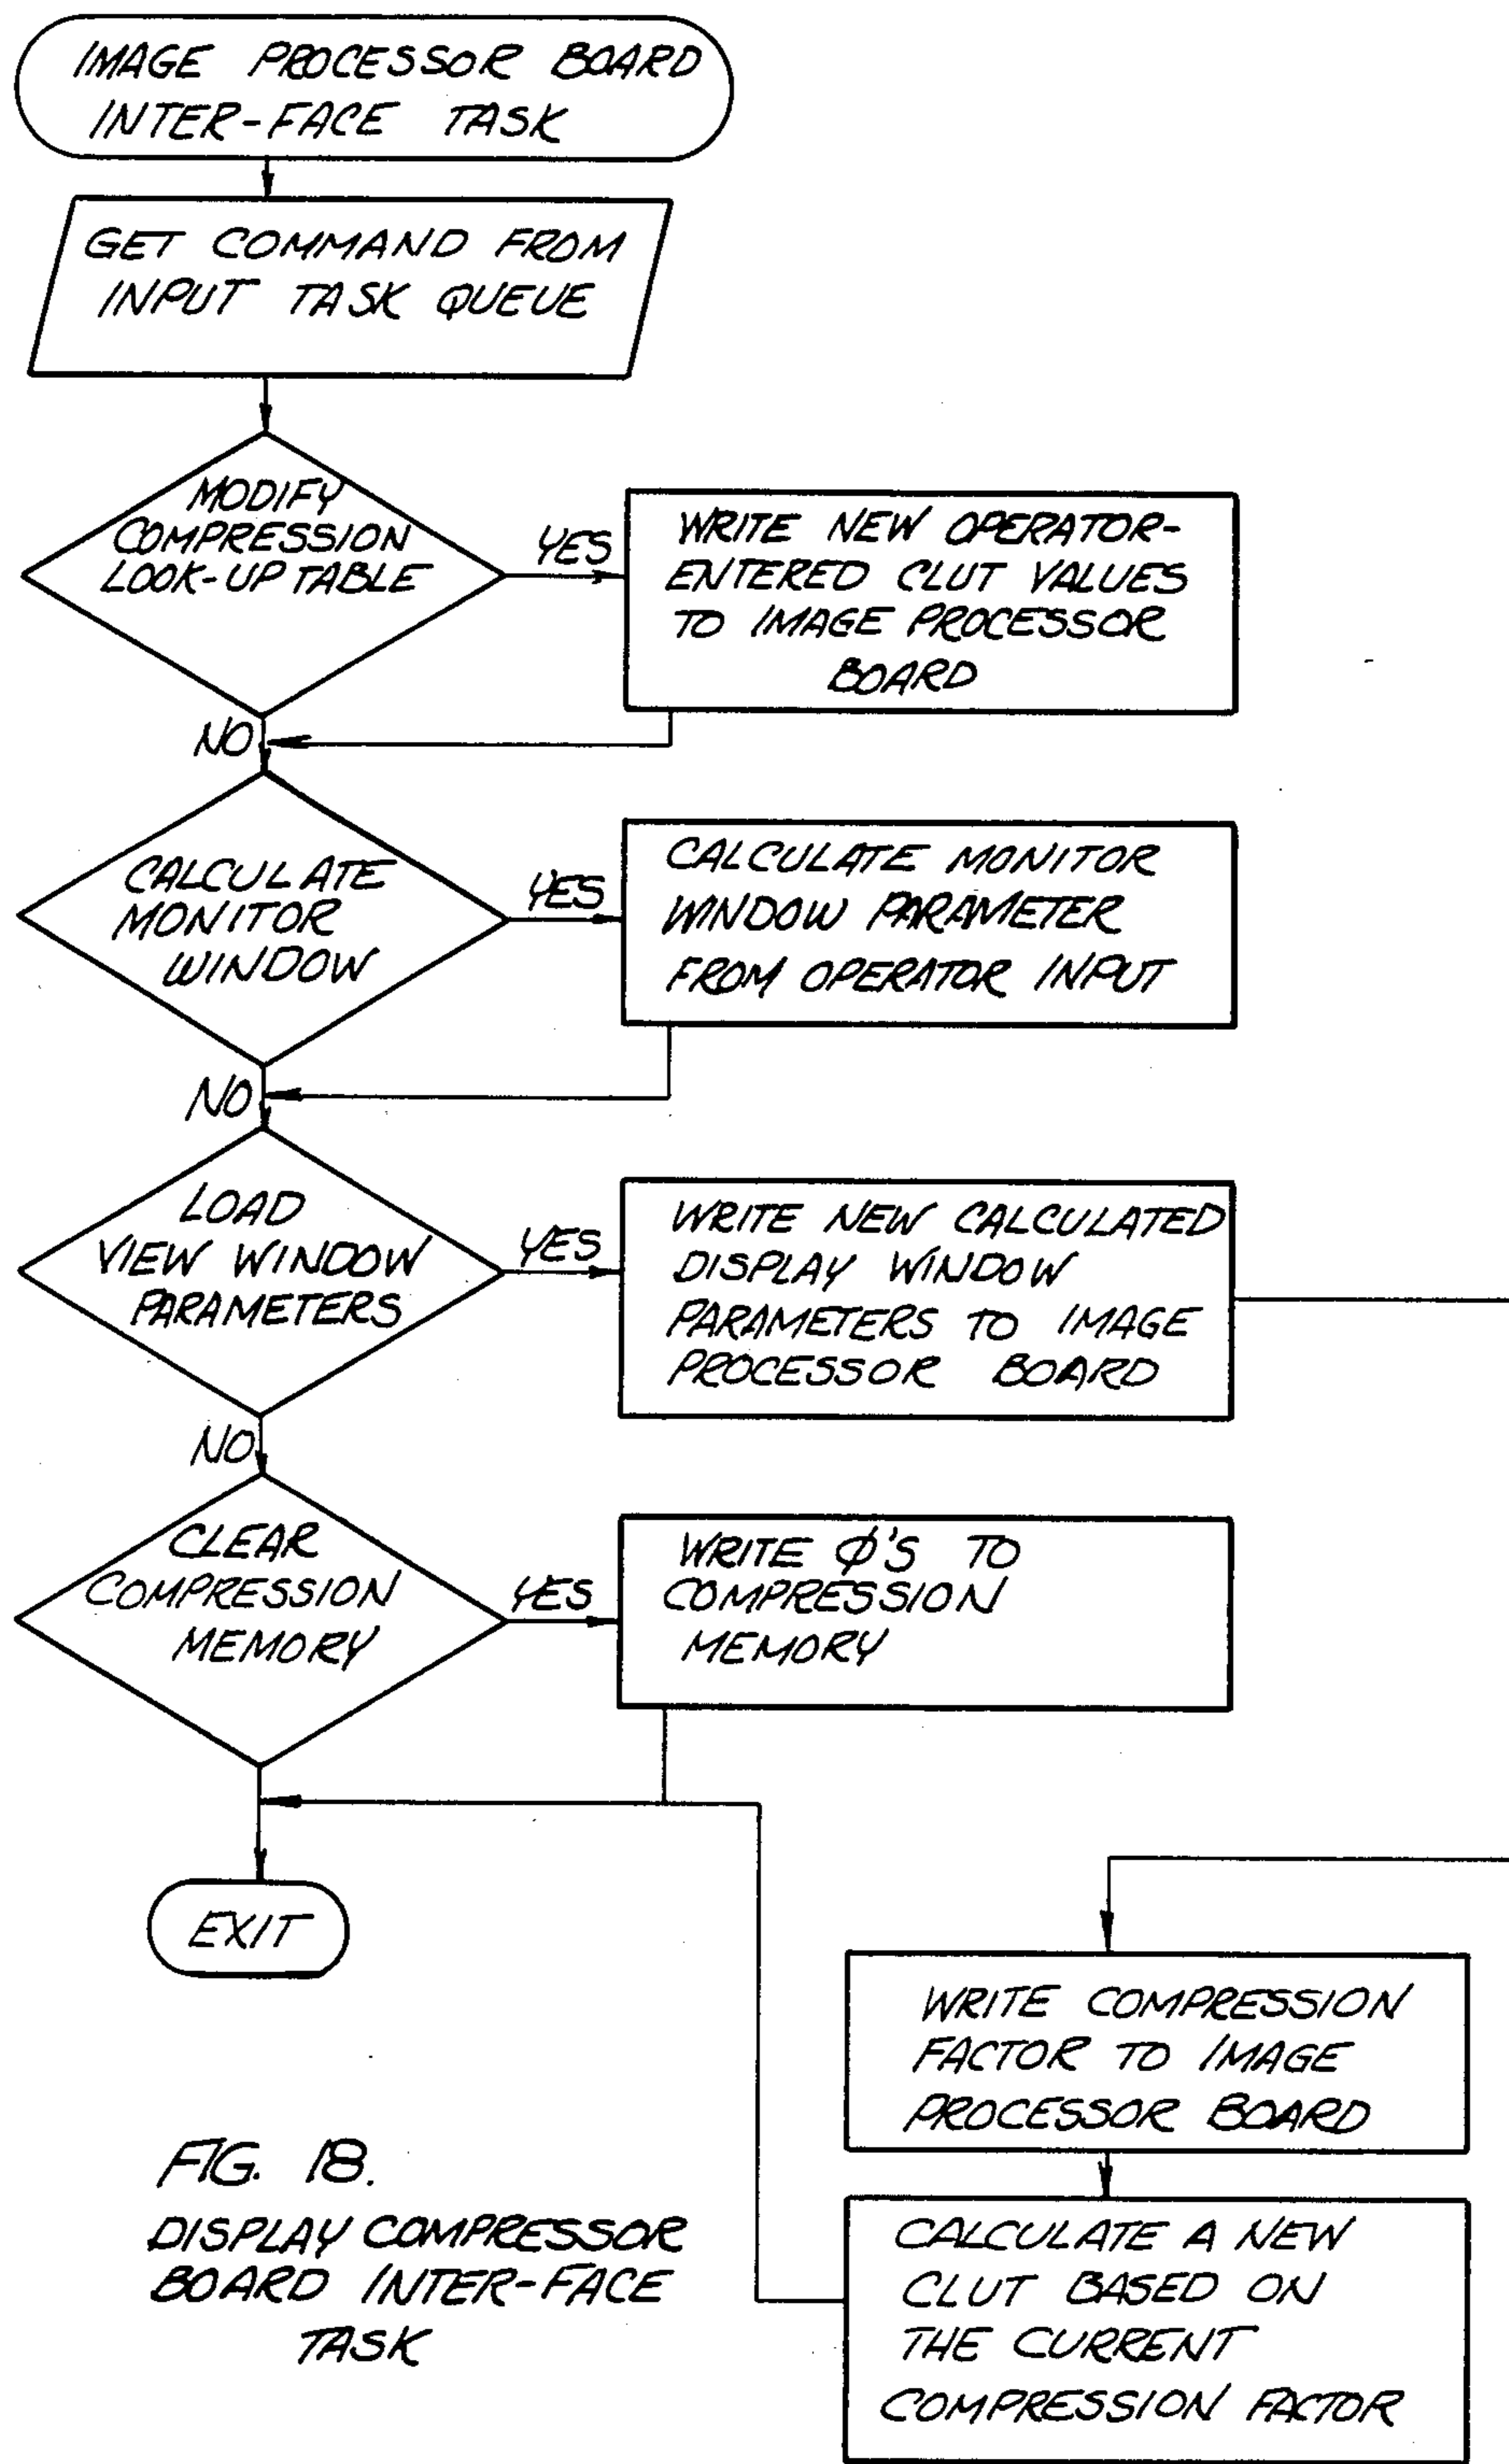 IMAGE PROCESSOR BOARD
INTER-FACE TASK
GET COMMAND FROM
INPUT TASK QUEUE
MODIFY
COMPRESSION
LOOK-UP TABLE
YES
WRITE NEW OPERATOR-
ENTERED CLUT VALUES
TO IMAGE PROCESSOR
BOARD
NO
CALCULATE
MONITOR
WINDOW
YES
CALCULATE MONITOR
WINDOW PARAMETER
FROM OPERATOR INPUT
NO
LOAD
VIEW WINDOW
PARAMETERS
YES
WRITE NEW CALCULATED
DISPLAY WINDOW
PARAMETERS TO IMAGE
PROCESSOR BOARD
NO
CLEAR
COMPRESSION
MEMORY
YES
WRITE Ø'S TO
COMPRESSION
MEMORY
EXIT
WRITE COMPRESSION
FACTOR TO IMAGE
PROCESSOR BOARD
CALCULATE A NEW
CLUT BASED ON
THE CURRENT
COMPRESSION FACTOR
FIG. 18.
DISPLAY COMPRESSOR
BOARD INTER-FACE
TASK